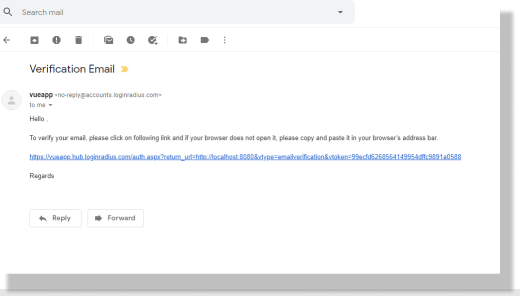 Search mail
Verification Email
vueapp <no-reply@accounts.loginradius.com>
to me
Hello ,
To verify your email, please click on following link and if your browser does not open it, please copy and paste it in your browser's address bar.
https://vueapp.hub.loginradius.com/auth.aspx?return_url=http://localhost:8080&vtype=emailverification&vtoken=99ecfd6268564149954dffc9891a0588
Regards
Reply
Forward